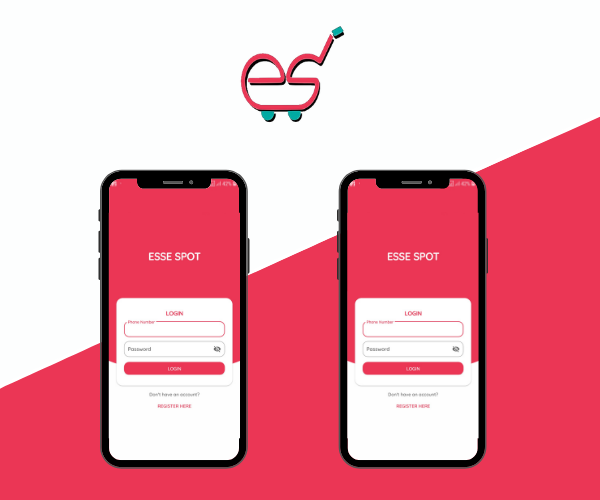 es
ESSE SPOT
LOGIN
Phone Number
Password
LOGIN
Don't have an account?
REGISTER HERE
ESSE SPOT
LOGIN
Phone Number
Password
LOGIN
Don't have an account?
REGISTER HERE